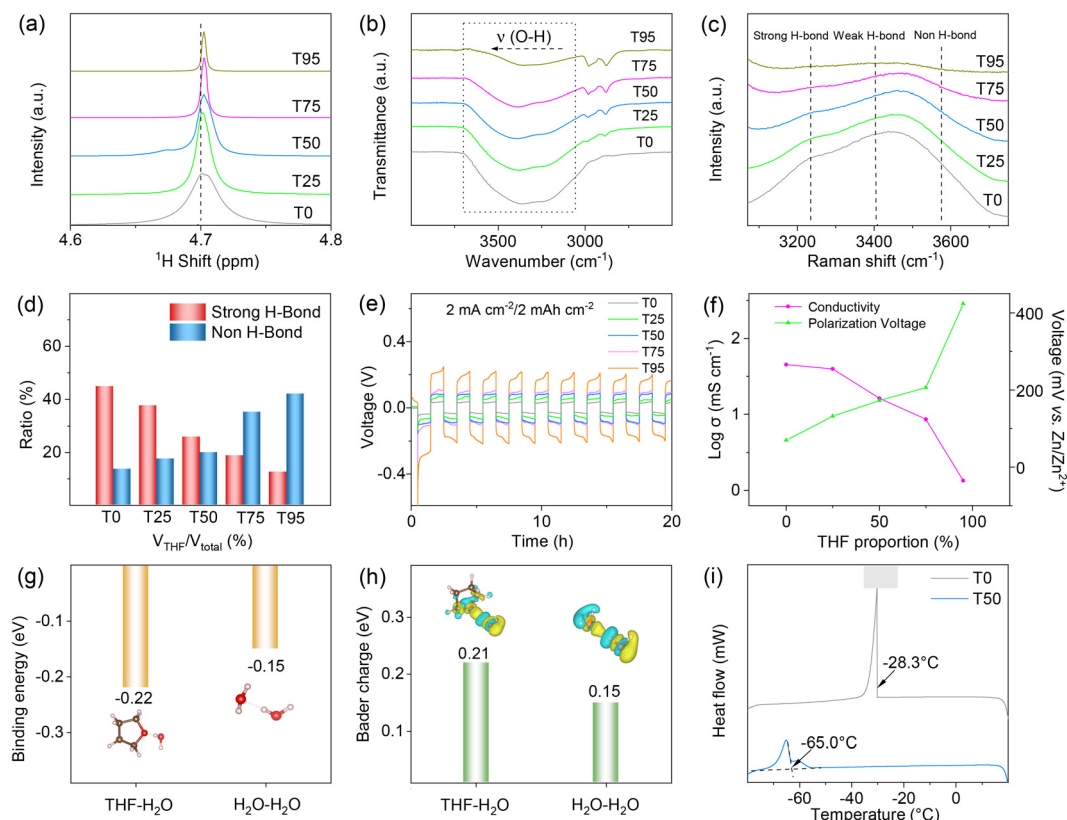 (a)
T95
T75
T50
T25
T0
Intensity (a.u.)
4.6
4.7
4.8
¹H Shift (ppm)
(b)
ν (O-H)
T95
T75
T50
T25
T0
Transmittance (a.u.)
3500
3000
Wavenumber (cm⁻¹)
(c)
Strong H-bond
Weak H-bond
Non H-bond
T95
T75
T50
T25
T0
Intensity (a.u.)
3200
3400
3600
Raman shift (cm⁻¹)
(d)
Strong H-Bond
Non H-Bond
Ratio (%)
80
40
20
T0
T25
T50
T75
T95
V_THF/V_total (%)
(e)
2 mA cm⁻²/2 mAh cm⁻²
T0
T25
T50
T75
T95
Voltage (V)
0.4
0.0
-0.4
0
5
10
15
20
Time (h)
(f)
Conductivity
Polarization Voltage
Log σ (mS cm⁻¹)
2
1
0
Voltage (mV vs. Zn/Zn²⁺)
400
200
0
0
50
100
THF proportion (%)
(g)
Binding energy (eV)
-0.1
-0.2
-0.3
-0.22
-0.15
THF-H₂O
H₂O-H₂O
(h)
Bader charge (eV)
0.3
0.2
0.1
0.21
0.15
THF-H₂O
H₂O-H₂O
(i)
T0
T50
-28.3°C
-65.0°C
Heat flow (mW)
-80
-60
-40
-20
0
Temperature (°C)